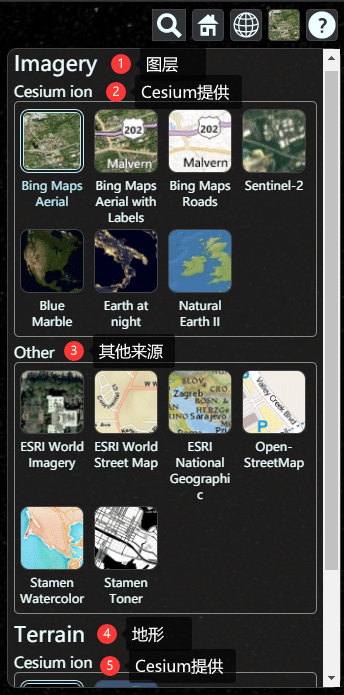 ?
Imagery 1 图层
Cesium ion 2 Cesium提供
202
202
Malvern
Malvern
Bing Maps Aerial
Bing Maps Aerial with Labels
Bing Maps Roads
Sentinel-2
Blue Marble
Earth at night
Natural Earth II
Other 3 其他来源
Zagreb
Sarajevo
Valley Creek Blvd
P
P
ESRI World Imagery
ESRI World Street Map
ESRI National Geographic
Open-StreetMap
Stamen Watercolor
Stamen Toner
Terrain 4 地形
Cesium ion 5 Cesium提供